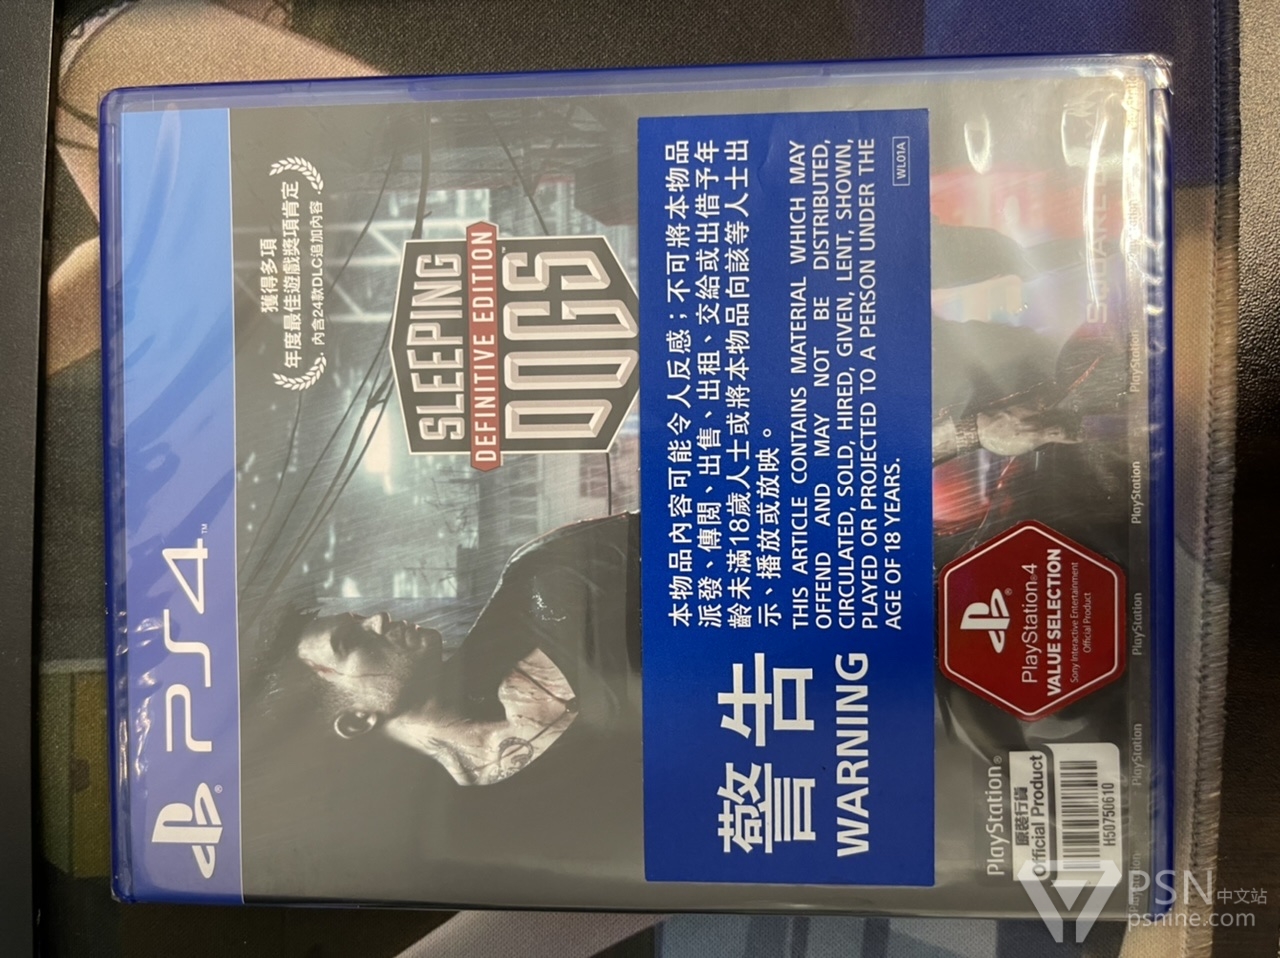 PS4™
獲得多項
年度最佳遊戲獎項肯定
內含24款DLC追加內容
SLEEPING
DEFINITIVE EDITION
DOGS
警告
WARNING
本物品內容可能令人反感；不可將本物品
派發、傳閱、出售、出租、交給或出借予年
齡未滿18歲人士或將本物品向該等人士出
示、播放或放映。
THIS ARTICLE CONTAINS MATERIAL WHICH MAY
OFFEND AND MAY NOT BE DISTRIBUTED,
CIRCULATED, SOLD, HIRED, GIVEN, LENT, SHOWN,
PLAYED OR PROJECTED TO A PERSON UNDER THE
AGE OF 18 YEARS.
WL01A
PlayStation®4
VALUE SELECTION
Sony Interactive Entertainment
Official Product
PlayStation®
原裝行貨
Official Product
H50750610
PlayStation
PlayStation
PlayStation
PlayStation
PSN中文站
psnine.com